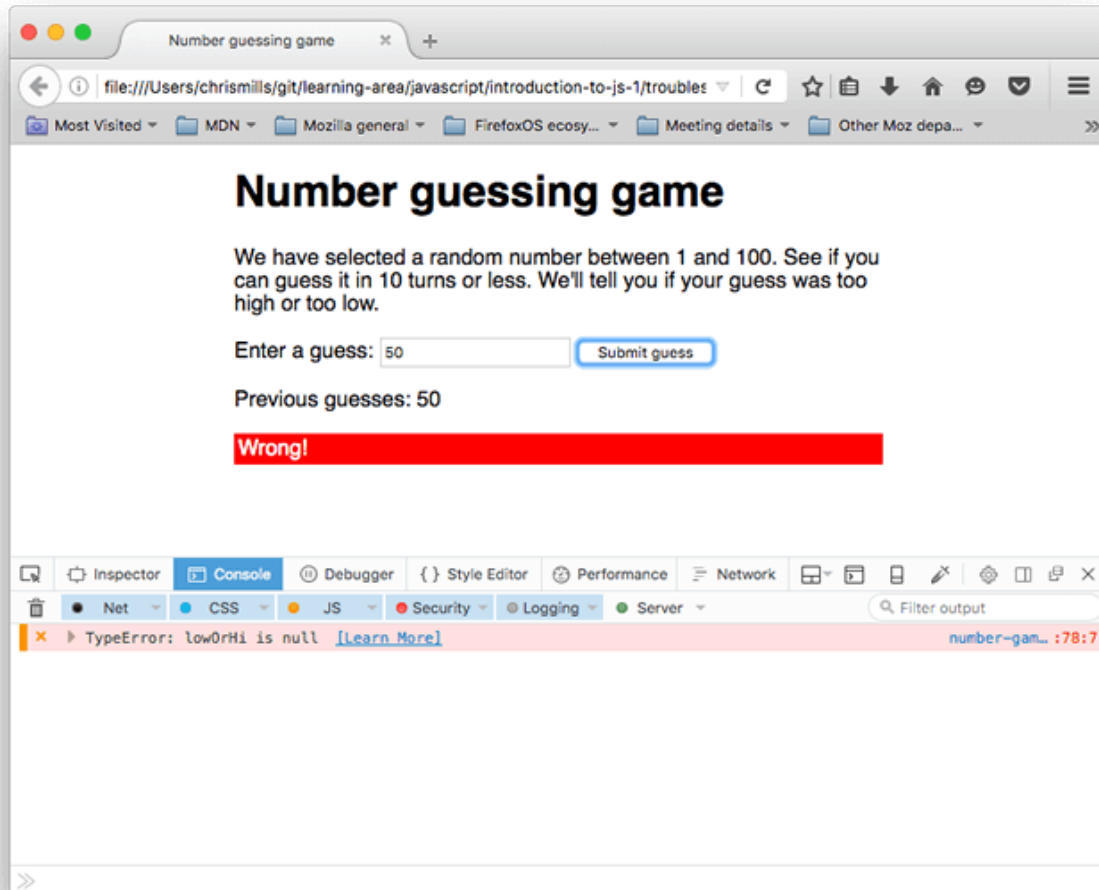 Number guessing game
file:///Users/chrismills/git/learning-area/javascript/introduction-to-js-1/troubles
Most Visited MDN Mozilla general FirefoxOS ecosy... Meeting details Other Moz depa...
Number guessing game
We have selected a random number between 1 and 100. See if you
can guess it in 10 turns or less. We'll tell you if your guess was too
high or too low.
Enter a guess: 50 Submit guess
Previous guesses: 50
Wrong!
Inspector Console Debugger { } Style Editor Performance Network
Net CSS JS Security Logging Server Filter output
TypeError: lowOrHi is null [Learn More] number-gam… :78:7